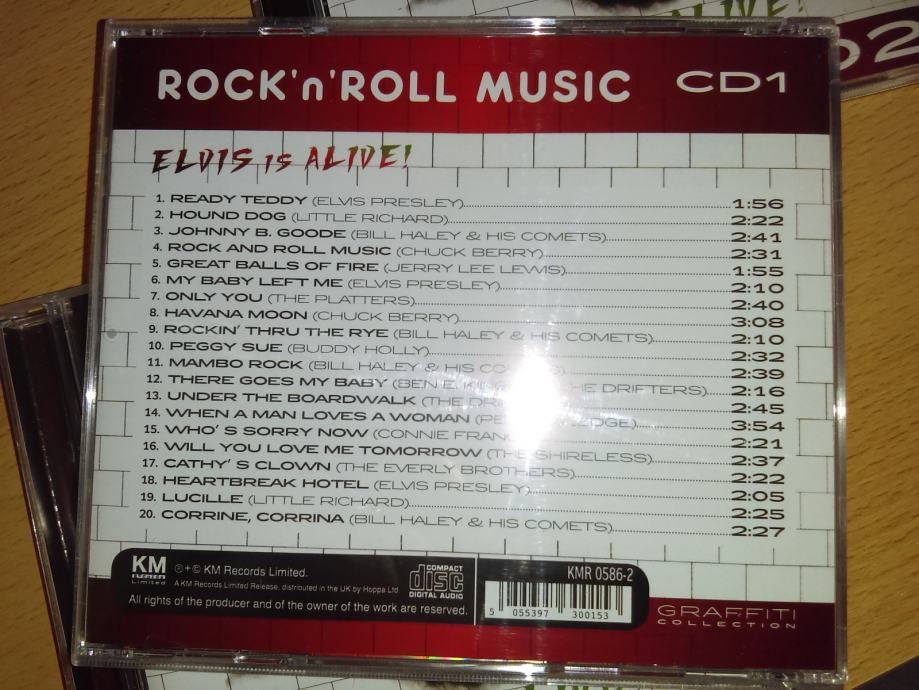 ALIVE!
D2
ROCK'n'ROLL MUSIC CD1
ELVIS is ALIVE!
1. READY TEDDY (ELVIS PRESLEY) 1:56
2. HOUND DOG (LITTLE RICHARD) 2:22
3. JOHNNY B. GOODE (BILL HALEY & HIS COMETS) 2:41
4. ROCK AND ROLL MUSIC (CHUCK BERRY) 2:31
5. GREAT BALLS OF FIRE (JERRY LEE LEWIS) 1:55
6. MY BABY LEFT ME (ELVIS PRESLEY) 2:10
7. ONLY YOU (THE PLATTERS) 2:40
8. HAVANA MOON (CHUCK BERRY) 3:08
9. ROCKIN' THRU THE RYE (BILL HALEY & HIS COMETS) 2:10
10. PEGGY SUE (BUDDY HOLLY) 2:32
11. MAMBO ROCK (BILL HALEY & HIS COMETS) 2:39
12. THERE GOES MY BABY (BEN E. THE DRIFTERS) 2:16
13. UNDER THE BOARDWALK (THE 2:45
14. WHEN A MAN LOVES A WOMAN 3:54
15. WHO'S SORRY NOW (CONNIE 2:21
16. WILL YOU LOVE ME TOMORROW (THE SHIRELESS) 2:37
17. CATHY'S CLOWN (THE EVERLY BROTHERS) 2:22
18. HEARTBREAK HOTEL (ELVIS PRESLEY) 2:05
19. LUCILLE (LITTLE RICHARD) 2:25
20. CORRINE, CORRINA (BILL HALEY & HIS COMETS) 2:27
KM
Records
Limited
℗+© KM Records Limited.
A KM Records Limited Release, distributed in the UK by Hoppa Ltd.
All rights of the producer and of the owner of the work are reserved.
COMPACT
disc
DIGITAL AUDIO
KMR 0586-2
5 055397 300153
GRAFFITI
COLLECTION